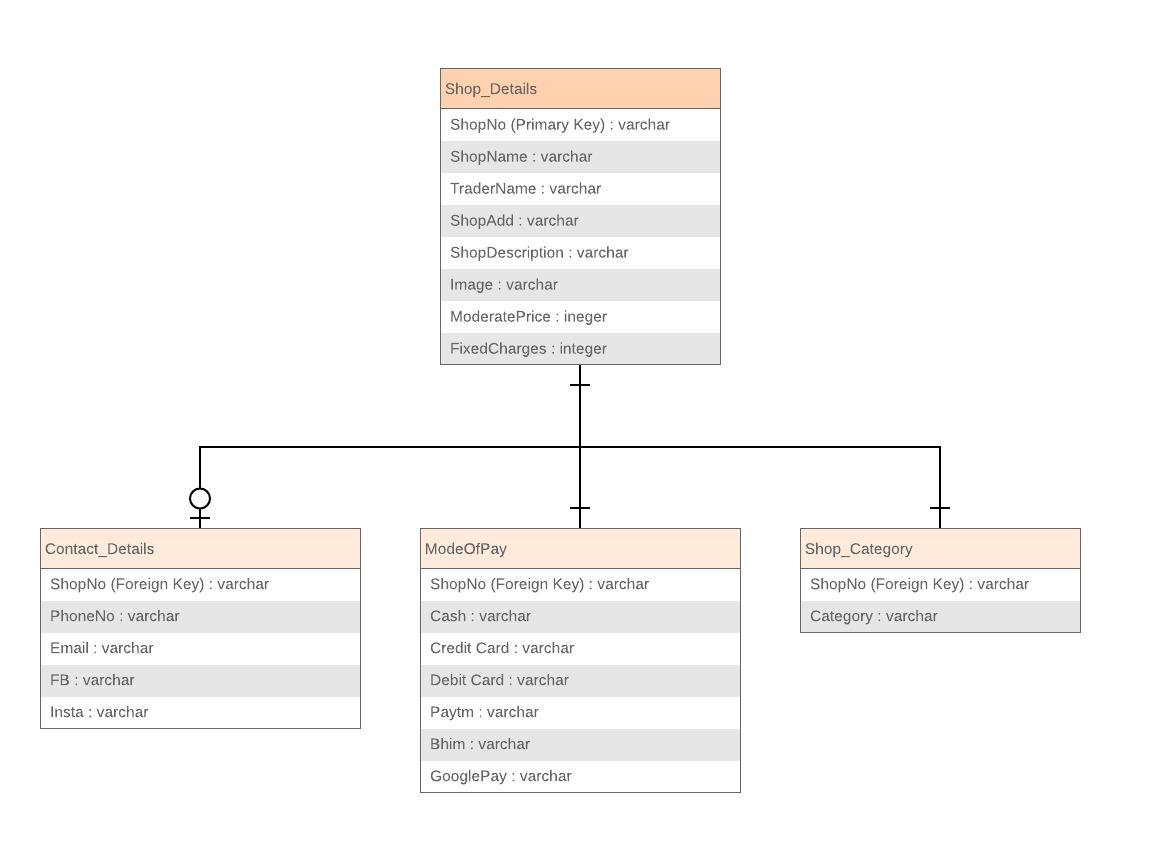 Shop_Details
ShopNo (Primary Key) : varchar
ShopName : varchar
TraderName : varchar
ShopAdd : varchar
ShopDescription : varchar
Image : varchar
ModeratePrice : ineger
FixedCharges : integer
Contact_Details
ShopNo (Foreign Key) : varchar
PhoneNo : varchar
Email : varchar
FB : varchar
Insta : varchar
ModeOfPay
ShopNo (Foreign Key) : varchar
Cash : varchar
Credit Card : varchar
Debit Card : varchar
Paytm : varchar
Bhim : varchar
GooglePay : varchar
Shop_Category
ShopNo (Foreign Key) : varchar
Category : varchar